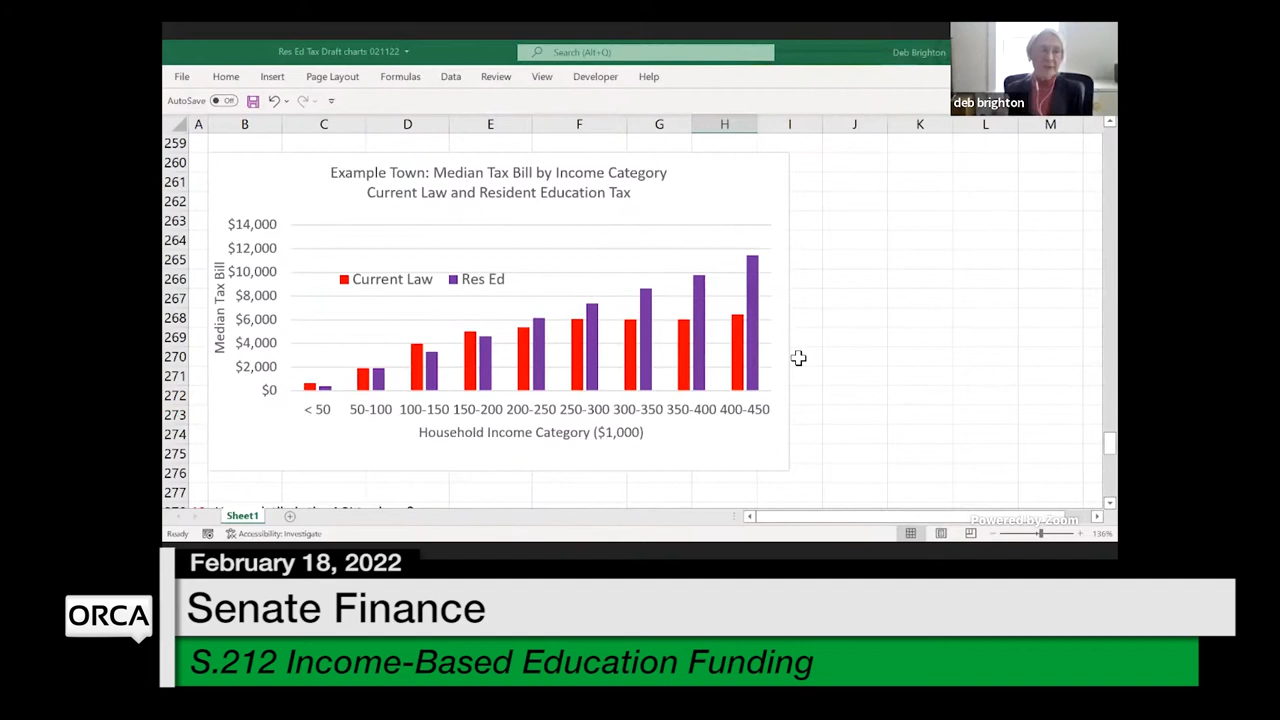 Res Ed Tax Draft charts 021122
Search (Alt+Q)
Deb Brighton
File Home Insert Page Layout Formulas Data Review View Developer Help
AutoSave Off
deb brighton
A B C D E F G H I J K L M
259
260
261
262
263
264
265
266
267
268
269
270
271
272
273
274
275
276
277
Example Town: Median Tax Bill by Income Category
Current Law and Resident Education Tax
Median Tax Bill
$14,000
$12,000
$10,000
$8,000
$6,000
$4,000
$2,000
$0
Current Law Res Ed
< 50 50-100 100-150 150-200 200-250 250-300 300-350 350-400 400-450
Household Income Category ($1,000)
Sheet1
Powered by Zoom
Ready Accessibility: Investigate 136%
February 18, 2022
ORCA
Senate Finance
S.212 Income-Based Education Funding